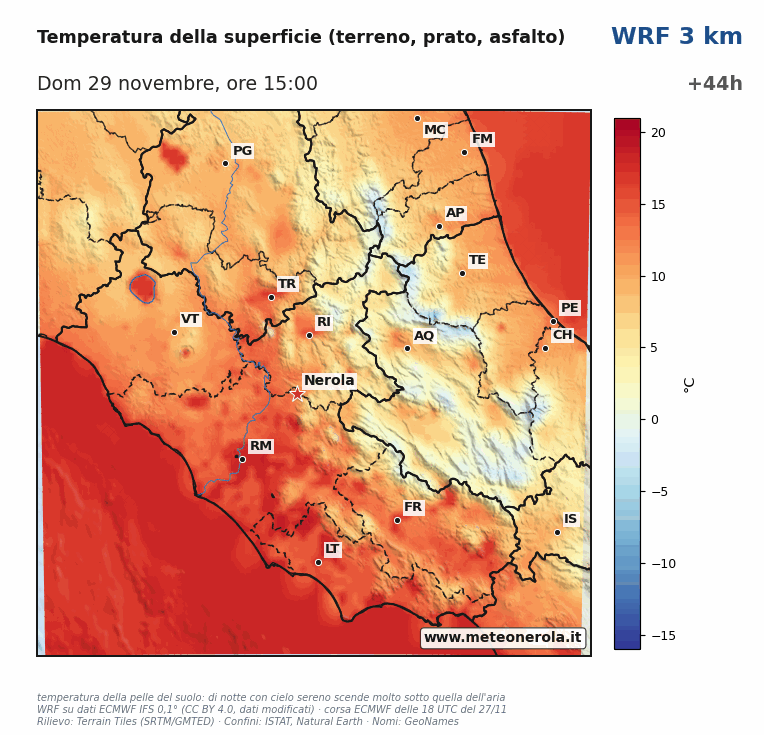 Temperatura della superficie (terreno, prato, asfalto)
WRF 3 km
Dom 29 novembre, ore 15:00
+44h
MC
FM
PG
AP
TE
TR
PE
VT
RI
AQ
CH
Nerola
RM
FR
IS
LT
www.meteonerola.it
20
15
10
5
0
−5
−10
−15
°C
temperatura della pelle del suolo: di notte con cielo sereno scende molto sotto quella dell'aria
WRF su dati ECMWF IFS 0,1° (CC BY 4.0, dati modificati) · corsa ECMWF delle 18 UTC del 27/11
Rilievo: Terrain Tiles (SRTM/GMTED) · Confini: ISTAT, Natural Earth · Nomi: GeoNames